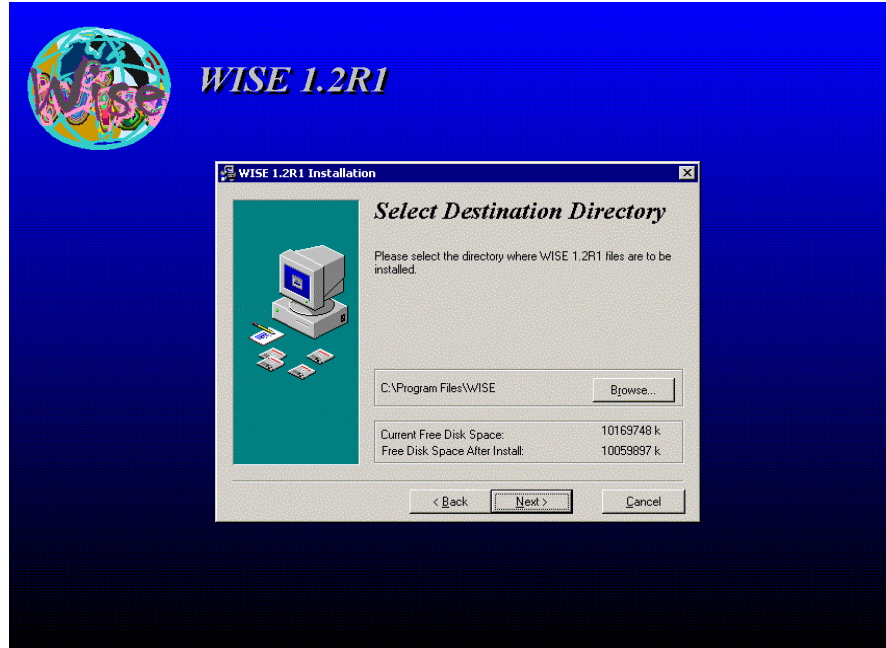 Wise
WISE 1.2R1
WISE 1.2R1 Installation
Select Destination Directory
Please select the directory where WISE 1.2R1 files are to be
installed.
C:\Program Files\WISE
Browse...
Current Free Disk Space: 10169748 k
Free Disk Space After Install: 10059897 k
< Back Next > Cancel